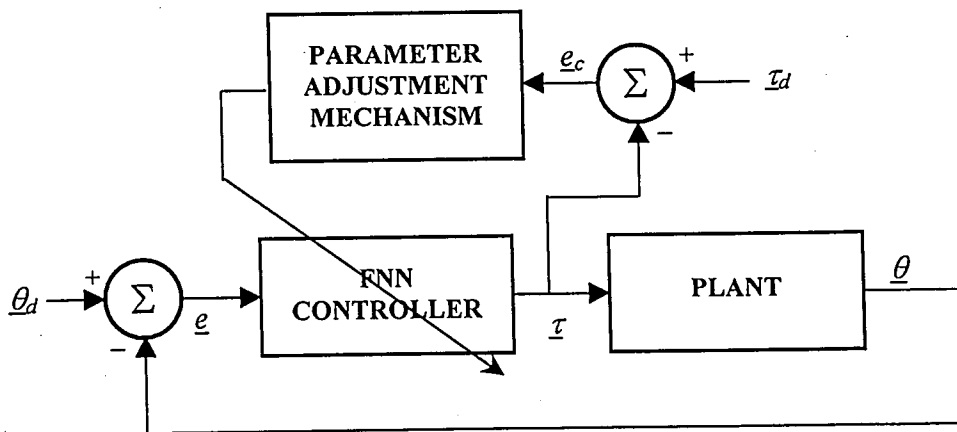 PARAMETER
ADJUSTMENT
MECHANISM
e_c
Σ
+
−
τ_d
θ_d
+
Σ
−
e
FNN
CONTROLLER
τ
PLANT
θ